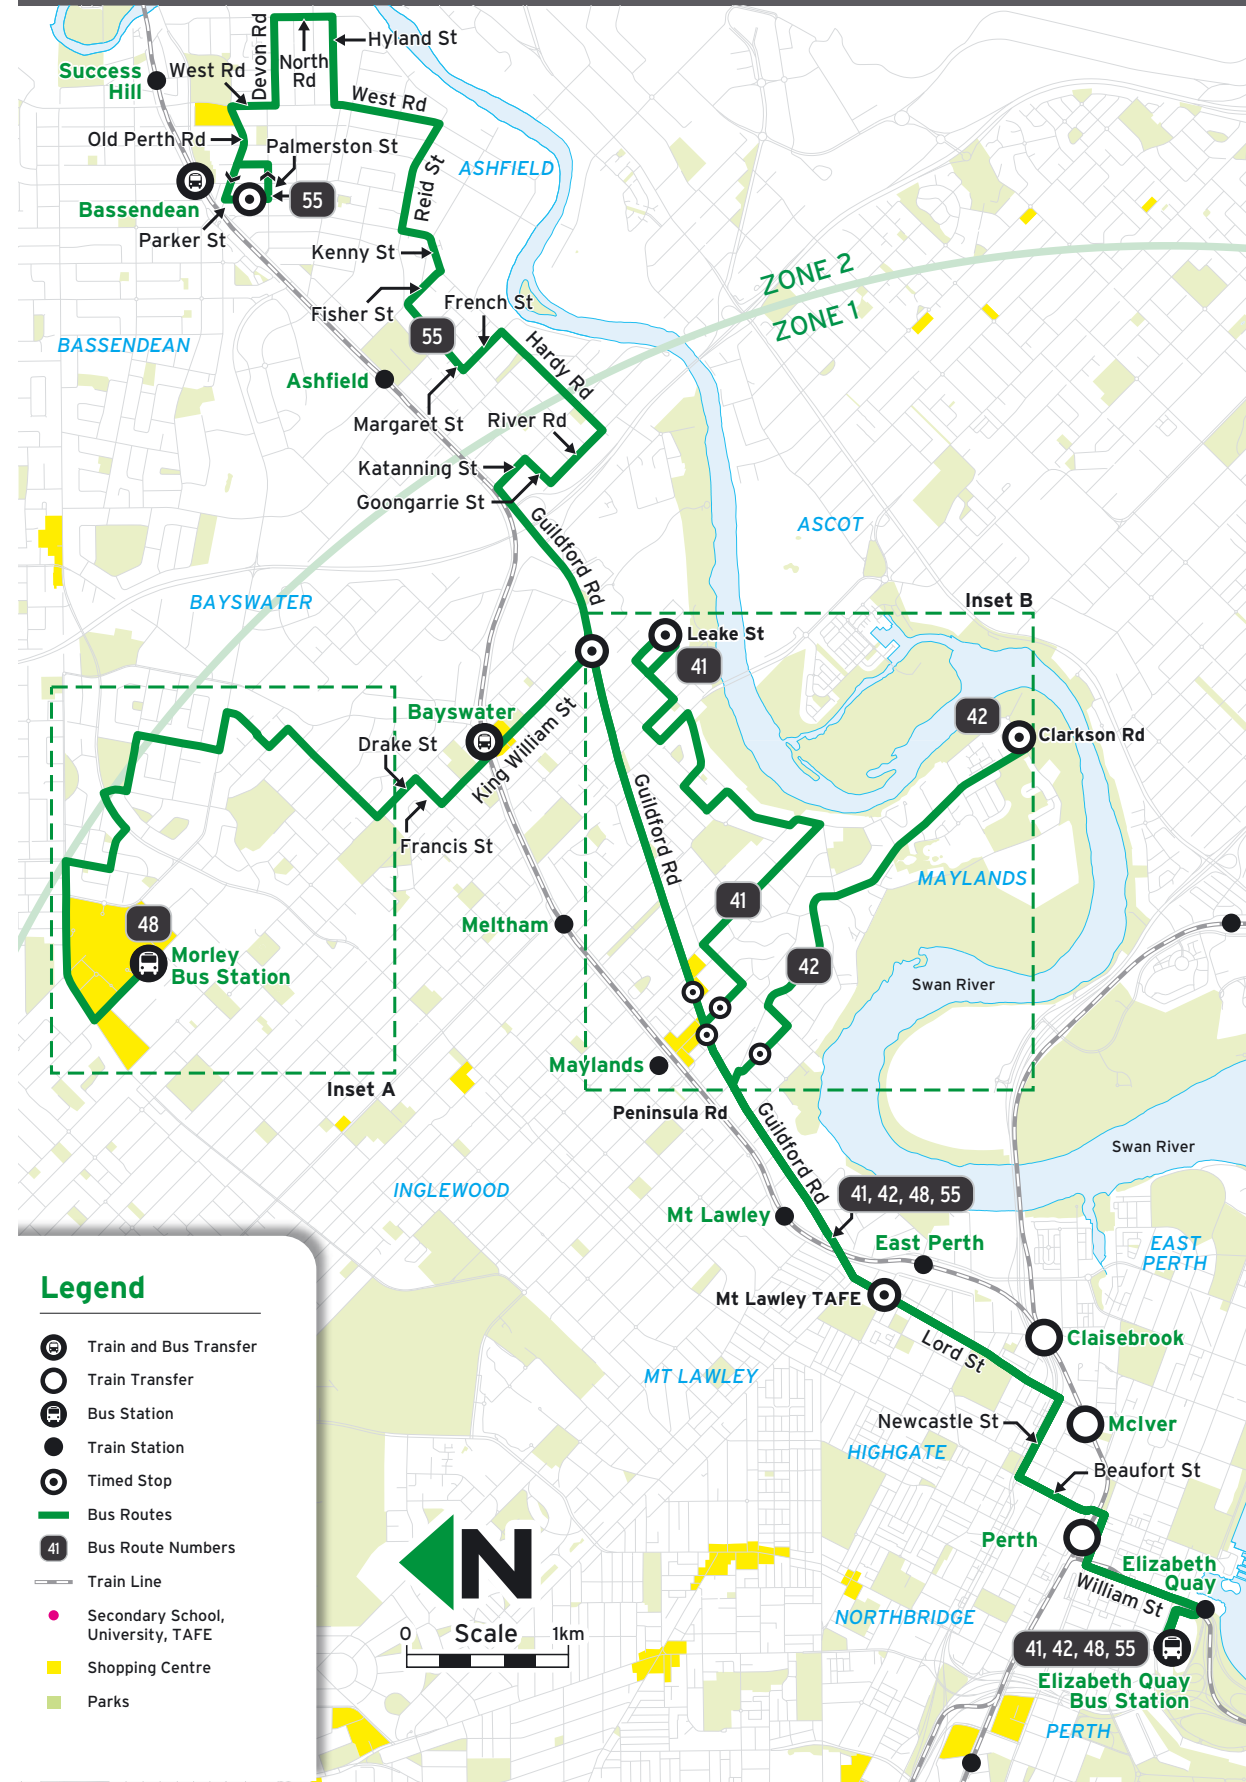 Devon Rd
Hyland St
North
Rd
Success
Hill
West Rd
West Rd
Old Perth Rd
Palmerston St
ASHFIELD
55
Reid St
Bassendean
Parker St
Kenny St
ZONE 2
ZONE 1
Fisher St
French St
55
Hardy Rd
BASSENDEAN
Ashfield
Margaret St
River Rd
Katanning St
Goongarrie St
Guildford Rd
ASCOT
BAYSWATER
Inset B
Leake St
41
42
Clarkson Rd
Bayswater
Drake St
King William St
Francis St
Guildford Rd
MAYLANDS
41
48
Morley
Bus Station
Meltham
42
Swan River
Maylands
Inset A
Peninsula Rd
Guildford Rd
Swan River
INGLEWOOD
41, 42, 48, 55
Mt Lawley
East Perth
EAST
PERTH
Mt Lawley TAFE
Lord St
Claisebrook
MT LAWLEY
Newcastle St
McIver
HIGHGATE
Beaufort St
Perth
Elizabeth
Quay
William St
NORTHBRIDGE
41, 42, 48, 55
Elizabeth Quay
Bus Station
PERTH
N
0 Scale 1km
Legend
Train and Bus Transfer
Train Transfer
Bus Station
Train Station
Timed Stop
Bus Routes
41 Bus Route Numbers
Train Line
Secondary School,
University, TAFE
Shopping Centre
Parks